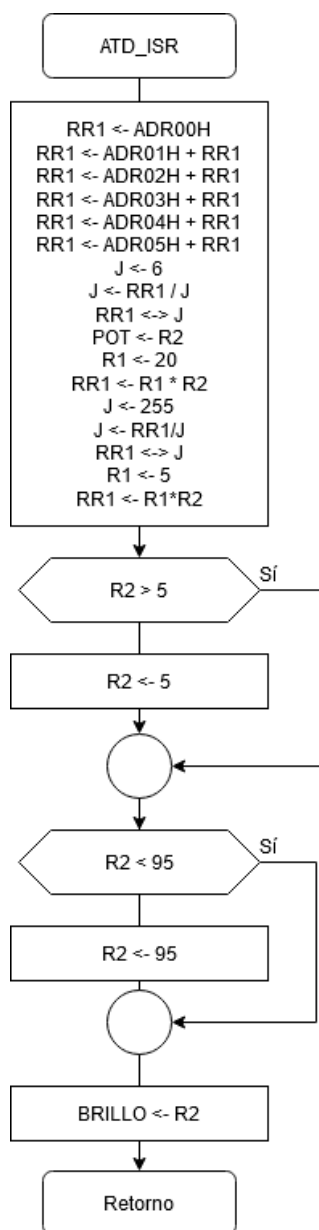 ATD_ISR
RR1 <- ADR00H
RR1 <- ADR01H + RR1
RR1 <- ADR02H + RR1
RR1 <- ADR03H + RR1
RR1 <- ADR04H + RR1
RR1 <- ADR05H + RR1
J <- 6
J <- RR1 / J
RR1 <-> J
POT <- R2
R1 <- 20
RR1 <- R1 * R2
J <- 255
J <- RR1/J
RR1 <-> J
R1 <- 5
RR1 <- R1*R2
R2 > 5
Sí
R2 <- 5
R2 < 95
Sí
R2 <- 95
BRILLO <- R2
Retorno